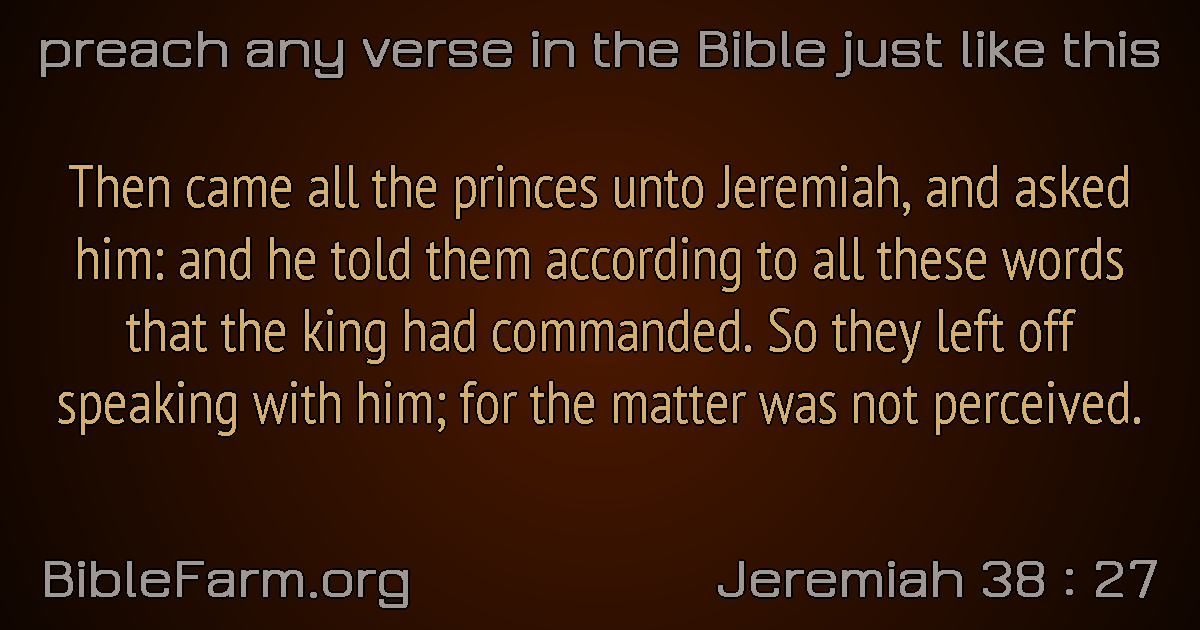 preach any verse in the Bible just like this
Then came all the princes unto Jeremiah, and asked
him: and he told them according to all these words
that the king had commanded. So they left off
speaking with him; for the matter was not perceived.
BibleFarm.org
Jeremiah 38 : 27